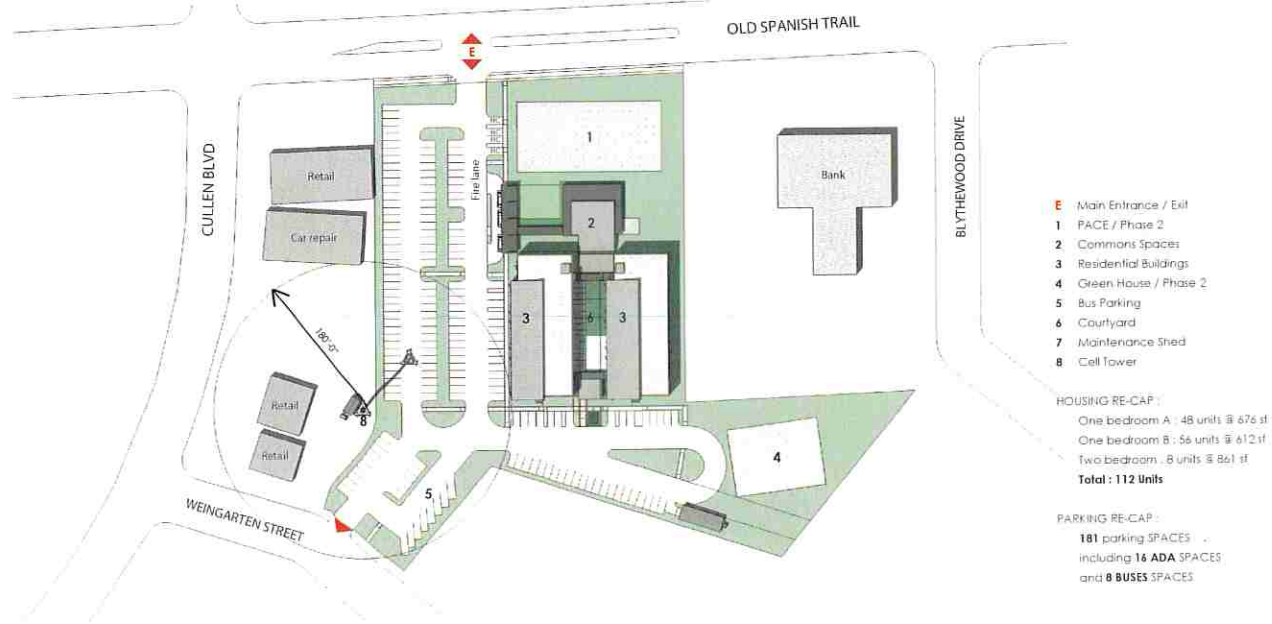 OLD SPANISH TRAIL
E
CULLEN BLVD
BLYTHEWOOD DRIVE
Fire lane
1
Retail
Bank
Car repair
2
3
6
3
180'-0"
Retail
8
Retail
4
5
WEINGARTEN STREET
E Main Entrance / Exit
1 PACE / Phase 2
2 Commons Spaces
3 Residential Buildings
4 Green House / Phase 2
5 Bus Parking
6 Courtyard
7 Maintenance Shed
8 Cell Tower
HOUSING RE-CAP :
One bedroom A : 48 units @ 676 sf
One bedroom B : 56 units @ 612 sf
Two bedroom : 8 units @ 861 sf
Total : 112 Units
PARKING RE-CAP :
181 parking SPACES
including 16 ADA SPACES
and 8 BUSES SPACES